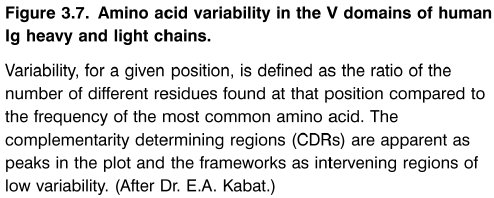 Figure 3.7. Amino acid variability in the V domains of human
Ig heavy and light chains.
Variability, for a given position, is defined as the ratio of the
number of different residues found at that position compared to
the frequency of the most common amino acid. The
complementarity determining regions (CDRs) are apparent as
peaks in the plot and the frameworks as intervening regions of
low variability. (After Dr. E.A. Kabat.)